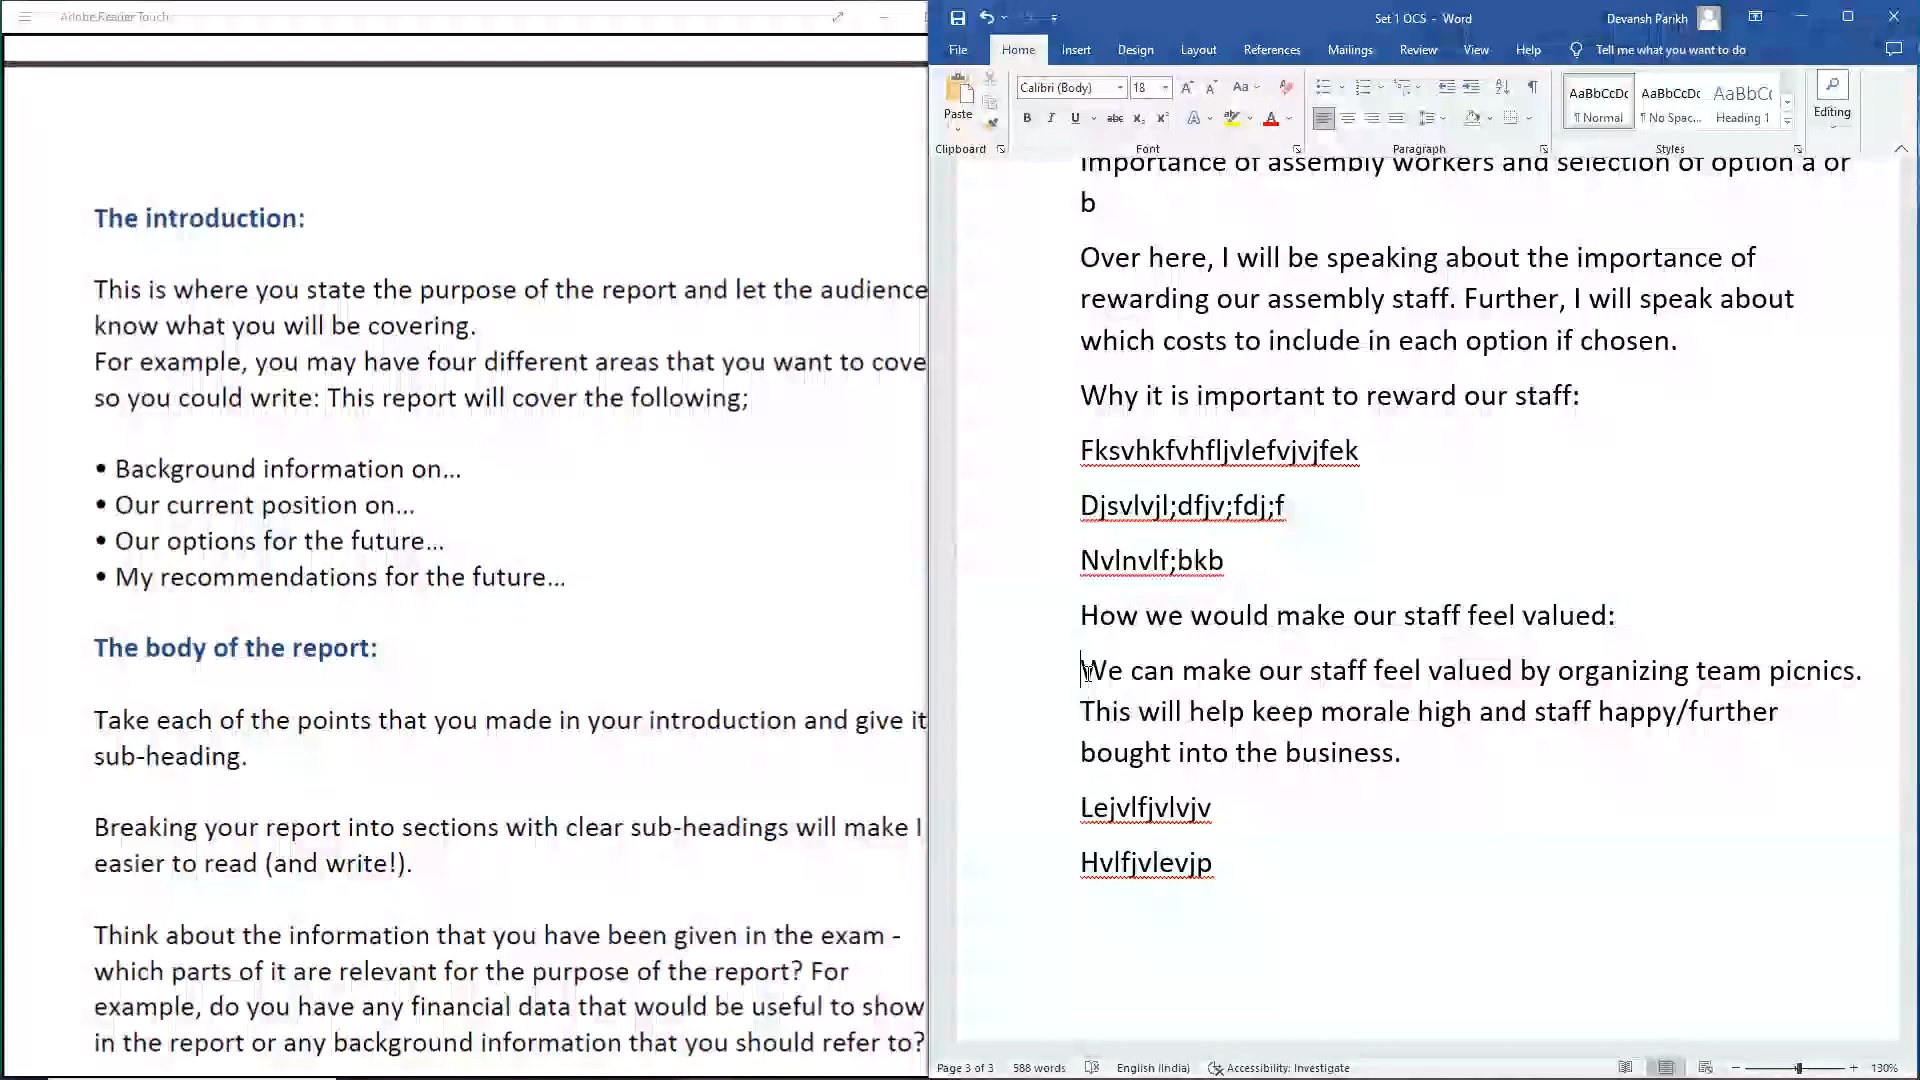 Adobe Reader Touch
The introduction:
This is where you state the purpose of the report and let the audience
know what you will be covering.
For example, you may have four different areas that you want to cove
so you could write: This report will cover the following;
• Background information on...
• Our current position on...
• Our options for the future...
• My recommendations for the future...
The body of the report:
Take each of the points that you made in your introduction and give it
sub-heading.
Breaking your report into sections with clear sub-headings will make I
easier to read (and write!).
Think about the information that you have been given in the exam -
which parts of it are relevant for the purpose of the report? For
example, do you have any financial data that would be useful to show
in the report or any background information that you should refer to?
Set 1 OCS - Word
Devansh Parikh
File Home Insert Design Layout References Mailings Review View Help Tell me what you want to do
Paste
Calibri (Body) 18
Aa
B I U abc x₂ x²
A A
AaBbCcDc AaBbCcDc AaBbCc
¶ Normal ¶ No Spac... Heading 1
Editing
Clipboard Font Paragraph Styles
importance of assembly workers and selection of option a or
b
Over here, I will be speaking about the importance of
rewarding our assembly staff. Further, I will speak about
which costs to include in each option if chosen.
Why it is important to reward our staff:
Fksvhkfvhfljvlefvjvjfek
Djsvlvjl;dfjv;fdj;f
Nvlnvlf;bkb
How we would make our staff feel valued:
We can make our staff feel valued by organizing team picnics.
This will help keep morale high and staff happy/further
bought into the business.
Lejvlfjvlvjv
Hvlfjvlevjp
Page 3 of 3 588 words English (India) Accessibility: Investigate 130%